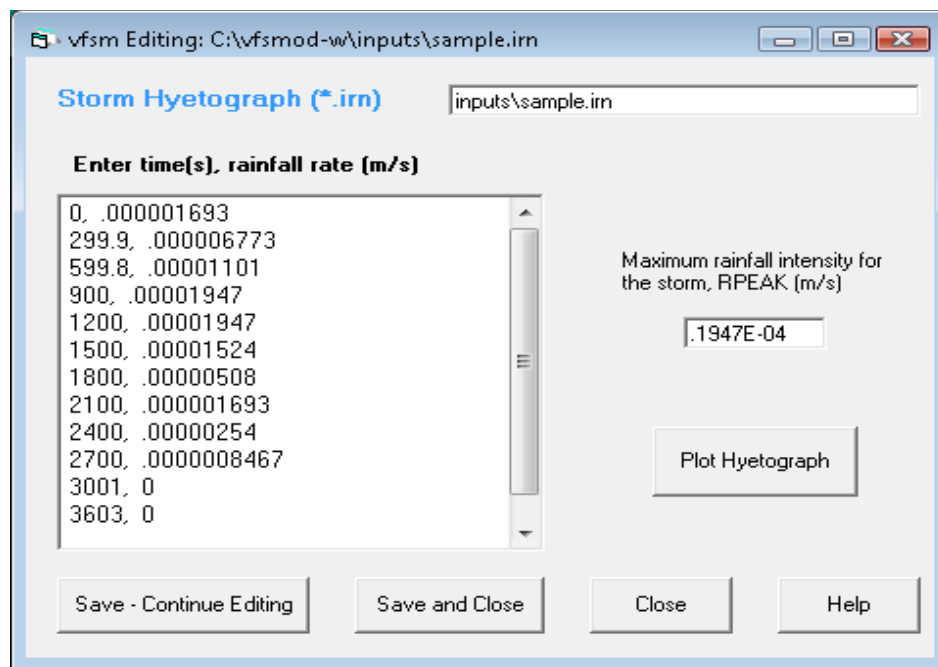 vfsm Editing: C:\vfsmod-w\inputs\sample.irn
Storm Hyetograph (*.irn)
inputs\sample.irn
Enter time(s), rainfall rate (m/s)
0, .000001693
299.9, .000006773
599.8, .00001101
900, .00001947
1200, .00001947
1500, .00001524
1800, .00000508
2100, .000001693
2400, .00000254
2700, .0000008467
3001, 0
3603, 0
Maximum rainfall intensity for
the storm, RPEAK (m/s)
.1947E-04
Plot Hyetograph
Save - Continue Editing
Save and Close
Close
Help